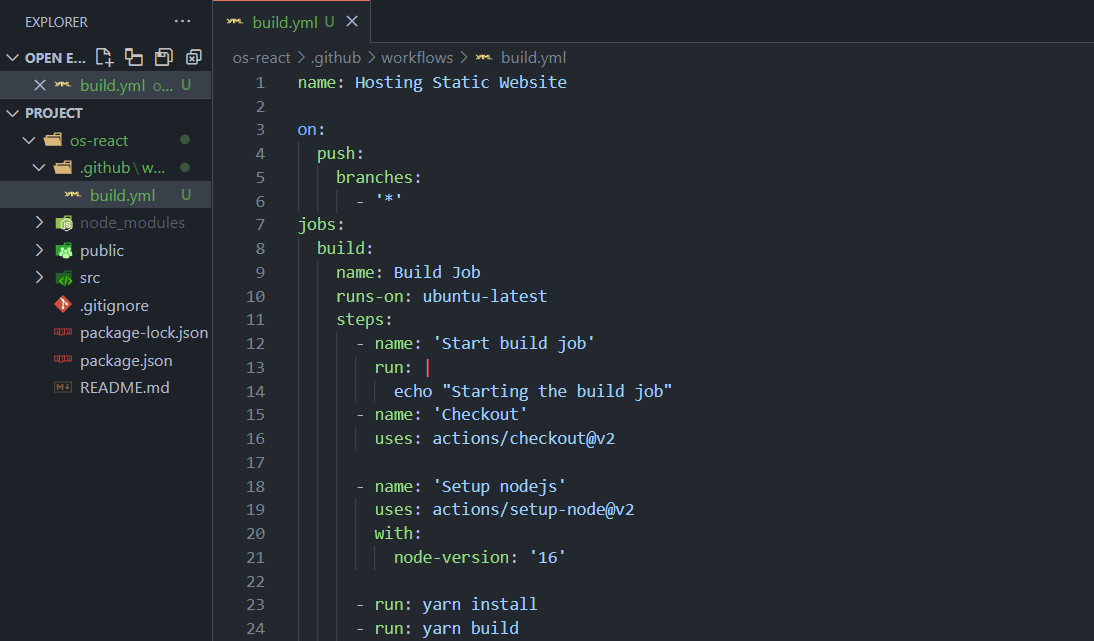 EXPLORER
OPEN E...
build.yml o... U
PROJECT
os-react
.github\w...
build.yml U
node_modules
public
src
.gitignore
package-lock.json
package.json
README.md
build.yml U
os-react > .github > workflows > build.yml
1 name: Hosting Static Website
2
3 on:
4 push:
5 branches:
6 - '*'
7 jobs:
8 build:
9 name: Build Job
10 runs-on: ubuntu-latest
11 steps:
12 - name: 'Start build job'
13 run: |
14 echo "Starting the build job"
15 - name: 'Checkout'
16 uses: actions/checkout@v2
17
18 - name: 'Setup nodejs'
19 uses: actions/setup-node@v2
20 with:
21 node-version: '16'
22
23 - run: yarn install
24 - run: yarn build